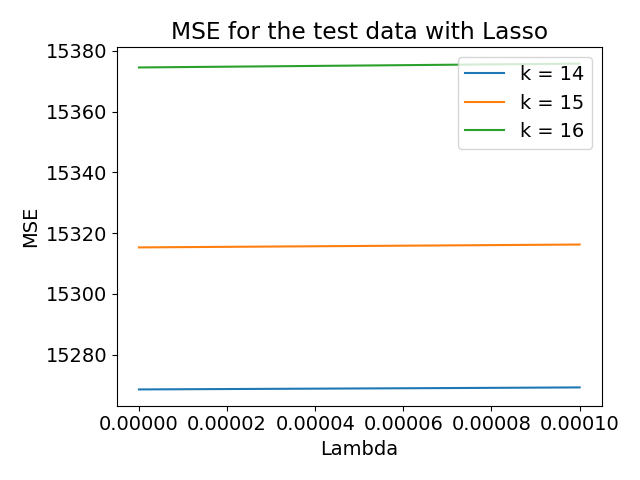 MSE for the test data with Lasso
15380
15360
15340
15320
15300
15280
MSE
k = 14
k = 15
k = 16
0.00000 0.00002 0.00004 0.00006 0.00008 0.00010
Lambda